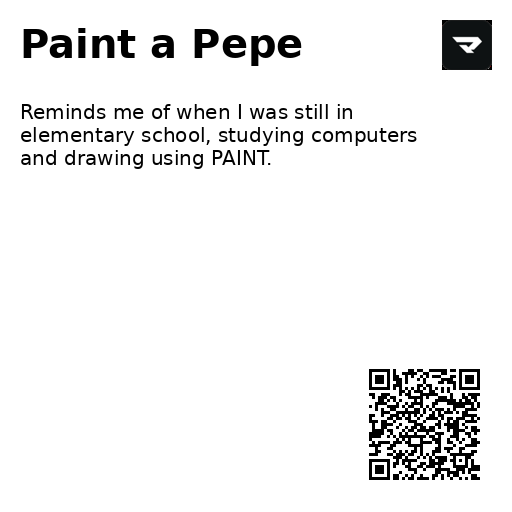 Paint a Pepe
Reminds me of when I was still in
elementary school, studying computers
and drawing using PAINT.